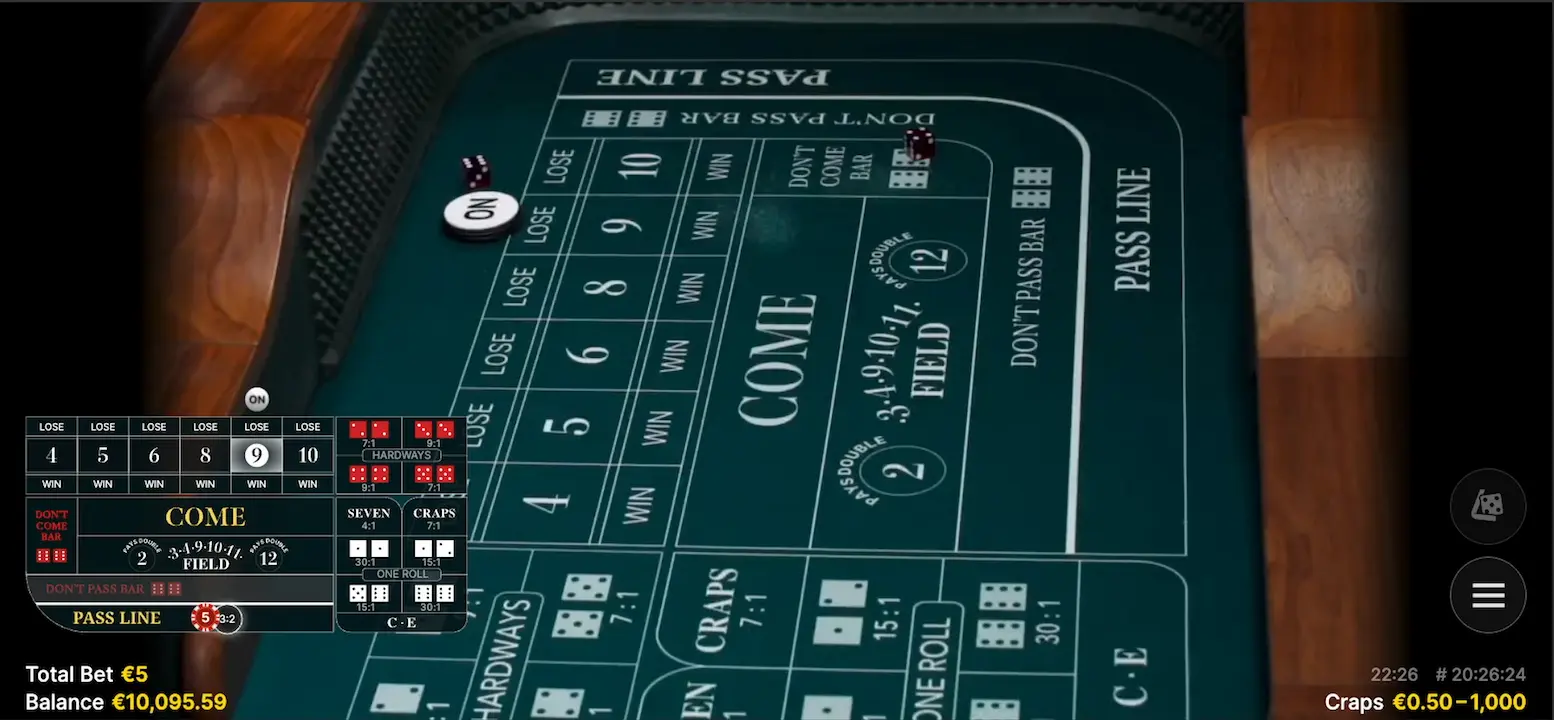 PASS LINE
DON'T PASS BAR
LOSE 10 WIN
DON'T
COME
BAR
LOSE 9 WIN
LOSE 8 WIN
LOSE 6 WIN
LOSE 5 WIN
4 WIN
ON
COME
PAYS DOUBLE
12
3·4·9·10·11
FIELD
PAYS DOUBLE
2
DON'T PASS BAR
PASS LINE
HARDWAYS
7:1
CRAPS
7:1
15:1
ONE ROLL
30:1
C·E
ON
LOSE LOSE LOSE LOSE LOSE LOSE
4 5 6 8 9 10
WIN WIN WIN WIN WIN WIN
7:1 9:1
HARDWAYS
9:1 7:1
DON'T
COME
BAR
COME
PAYS DOUBLE
2
·3·4·9·10·11·
FIELD
PAYS DOUBLE
12
DON'T PASS BAR
PASS LINE 5 3:2
SEVEN
4:1
CRAPS
7:1
30:1 15:1
ONE ROLL
15:1 30:1
C·E
Total Bet €5
Balance €10,095.59
22:26 # 20:26:24
Craps €0.50–1,000